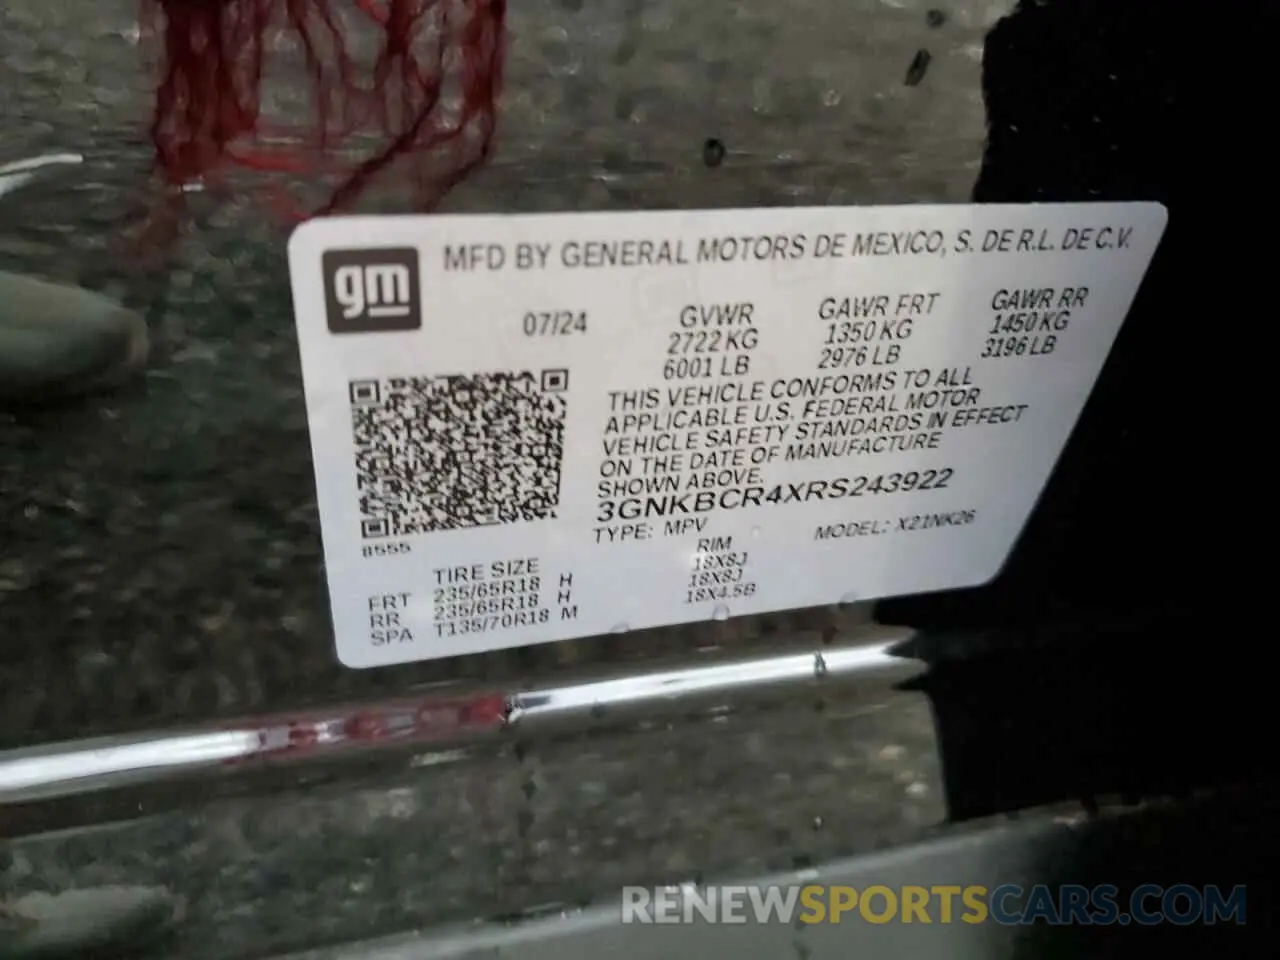 gm
MFD BY GENERAL MOTORS DE MEXICO, S. DE R.L. DE C.V.
07/24
GVWR
2722 KG
6001 LB
GAWR FRT
1350 KG
2976 LB
GAWR RR
1450 KG
3196 LB
THIS VEHICLE CONFORMS TO ALL
APPLICABLE U.S. FEDERAL MOTOR
VEHICLE SAFETY STANDARDS IN EFFECT
ON THE DATE OF MANUFACTURE
SHOWN ABOVE.
3GNKBCR4XRS243922
TYPE: MPV
MODEL: X21NK26
8555
TIRE SIZE RIM
FRT 235/65R18 H 18X8J
RR 235/65R18 H 18X8J
SPA T135/70R18 M 18X4.5B
RENEWSPORTSCARS.COM